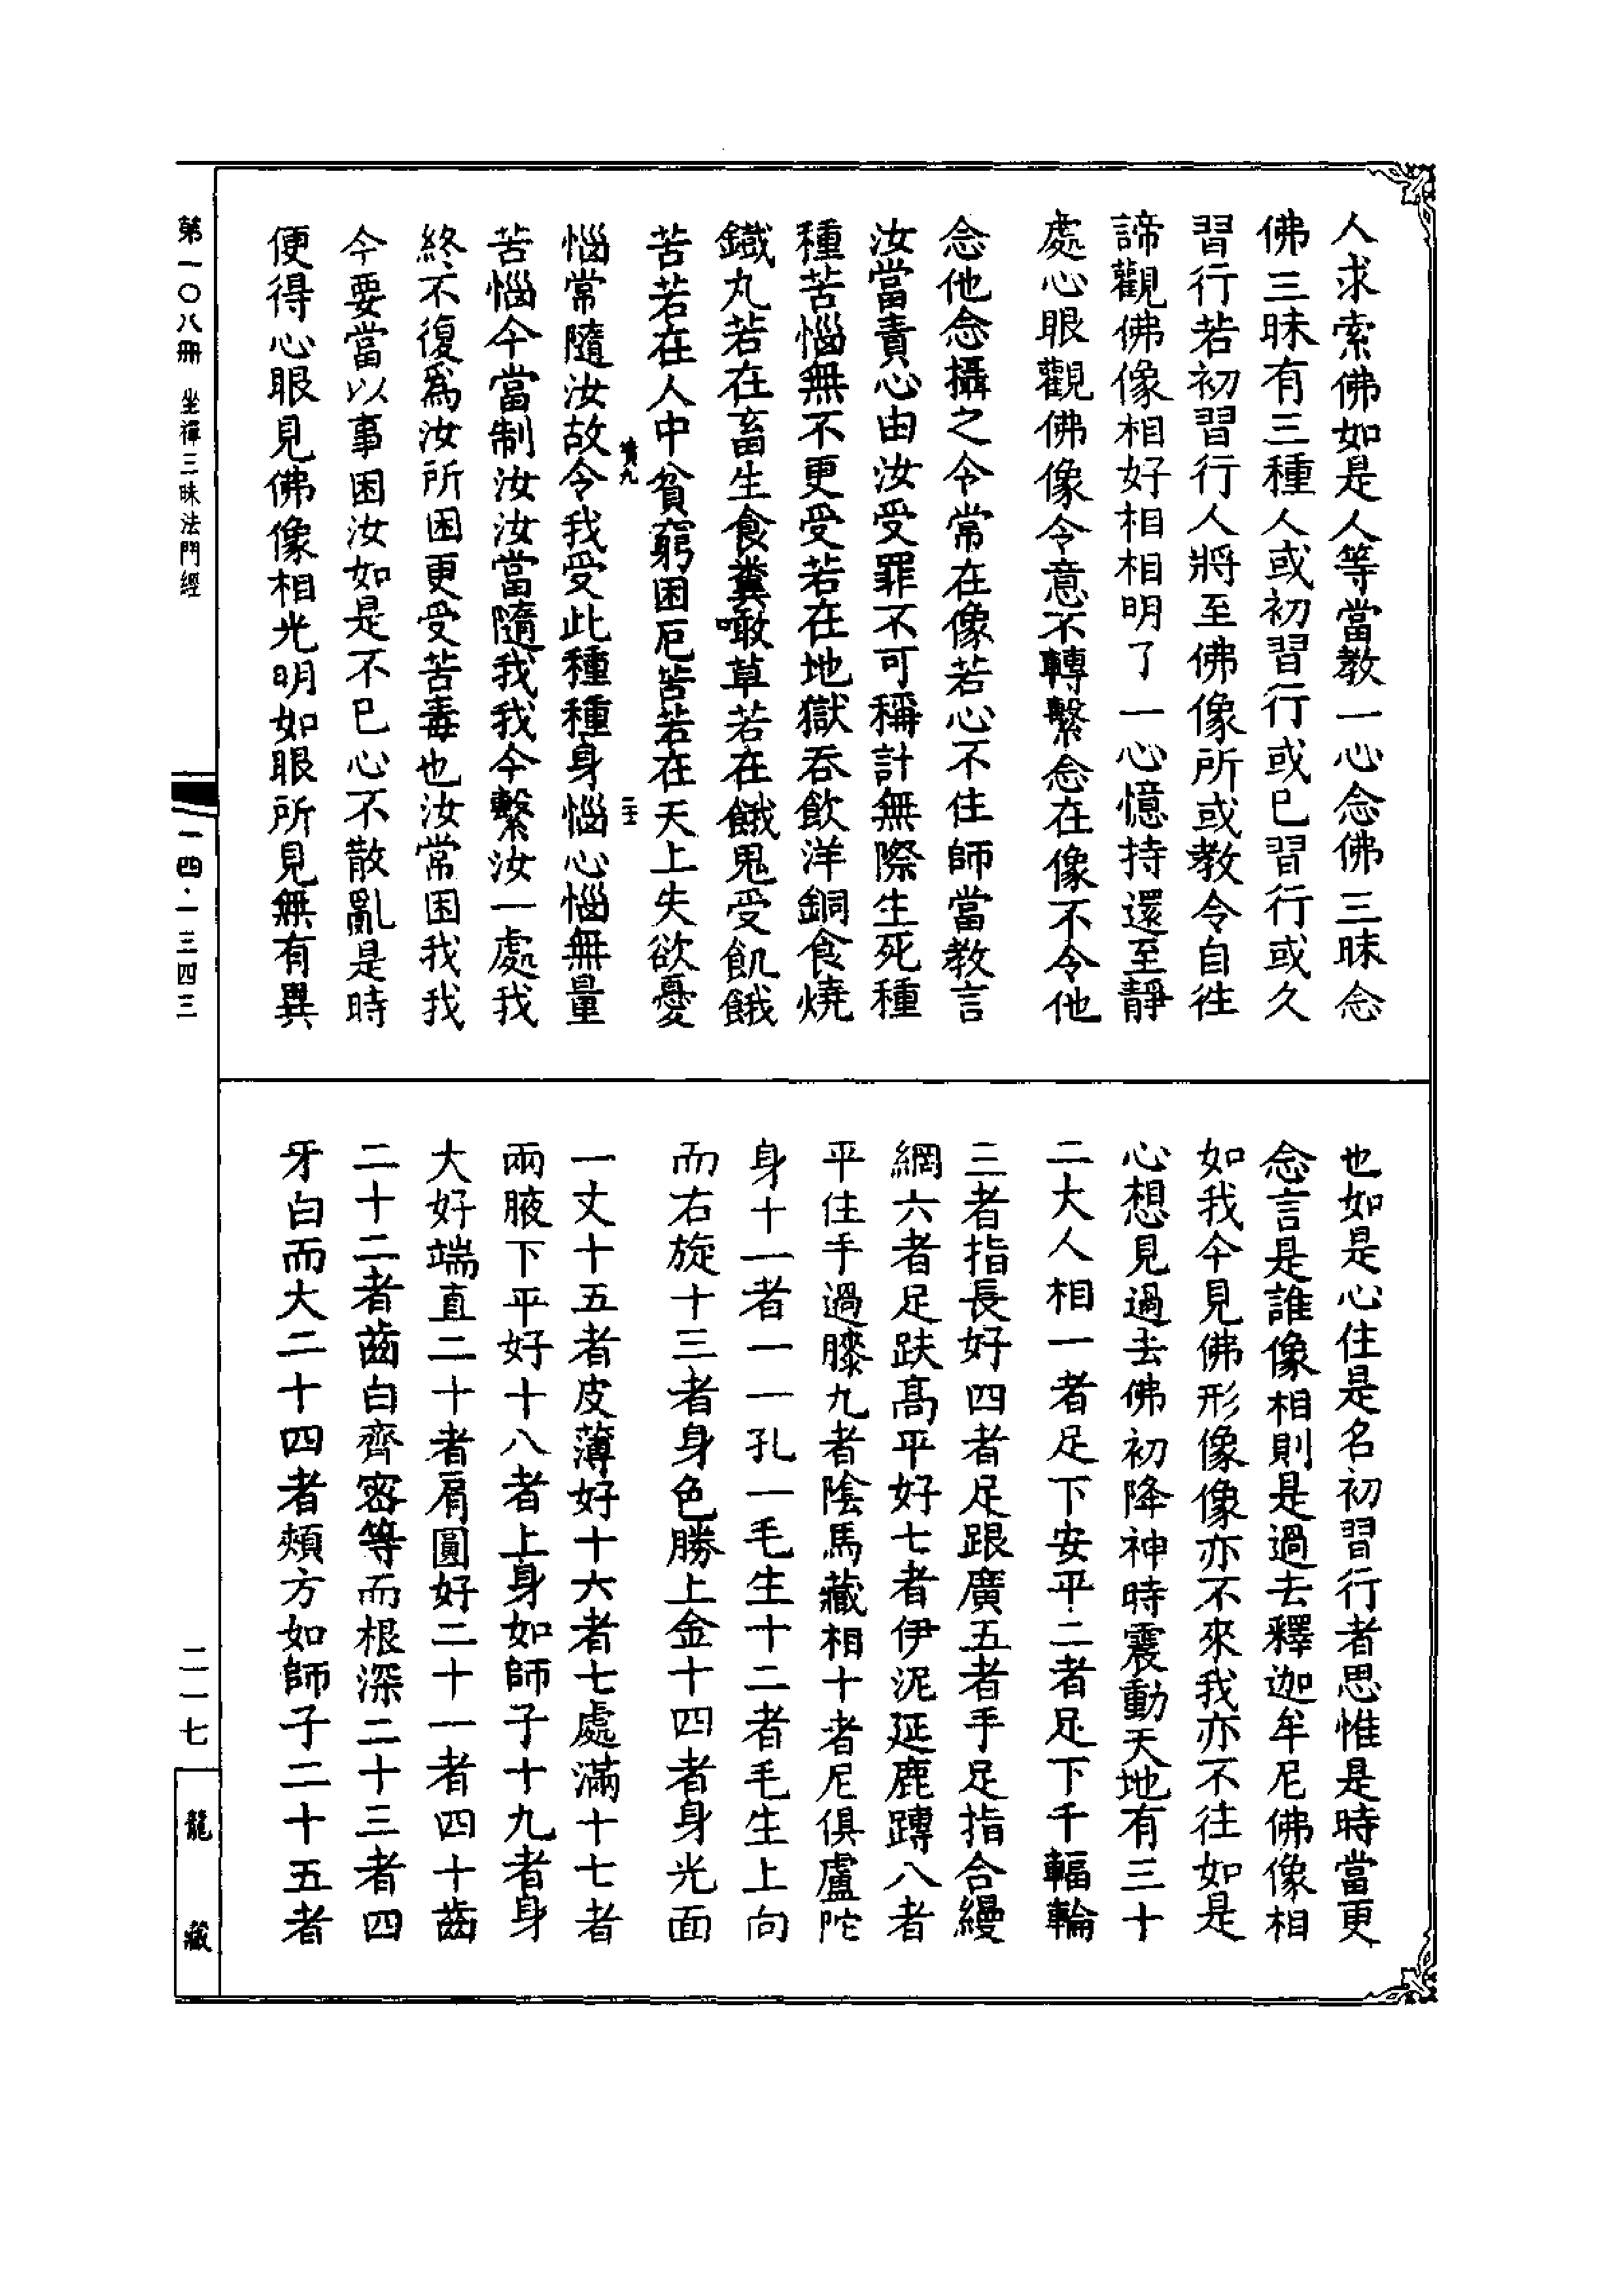 人求索佛如是人等當教一心念佛三昧念
佛三昧有三種人或初習行或已習行或久
習行若初習行人將至佛像所或教令自往
諦觀佛像相好相相明了一心憶持還至靜
處心眼觀佛像令意不轉繫念在像不令他
念他念攝之令常在像若心不住師當教言
汝當責心由汝受罪不可稱計無際生死種
種苦惱無不更受若在地獄吞飲洋銅食燒
鐵丸若在畜生食糞噉草若在餓鬼受飢餓
苦若在人中貧窮困厄苦若在天上失欲憂
惱常隨汝故令我受此種種身惱心惱無量
苦惱今當制汝汝當隨我我今繫汝一處我
終不復為汝所困更受苦毒也汝常困我我
今要當以事困汝如是不已心不散亂是時
便得心眼見佛像相光明如眼所見無有異
也如是心住是名初習行者思惟是時當更
念言是誰像相則是過去釋迦牟尼佛像相
如我今見佛形像像亦不來我亦不往如是
心想見過去佛初降神時震動天地有三十
二大人相一者足下安平二者足下千輻輪
三者指長好四者足跟廣五者手足指合縵
網六者足趺高平好七者伊泥延鹿蹲八者
平住手過膝九者陰馬藏相十者尼俱盧陀
身十一者一一孔一毛生十二者毛生上向
而右旋十三者身色勝上金十四者身光面
一丈十五者皮薄好十六者七處滿十七者
兩腋下平好十八者上身如師子十九者身
大好端直二十者肩圓好二十一者四十齒
二十二者齒白齊密等而根深二十三者四
牙白而大二十四者頰方如師子二十五者
第一〇八冊 坐禪三昧法門經
一四·一三四三
二一七
龍藏